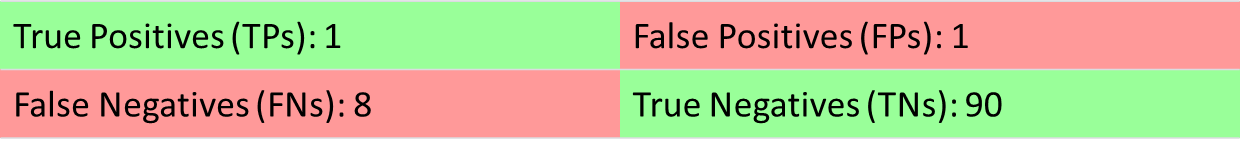 True Positives (TPs): 1
False Positives (FPs): 1
False Negatives (FNs): 8
True Negatives (TNs): 90